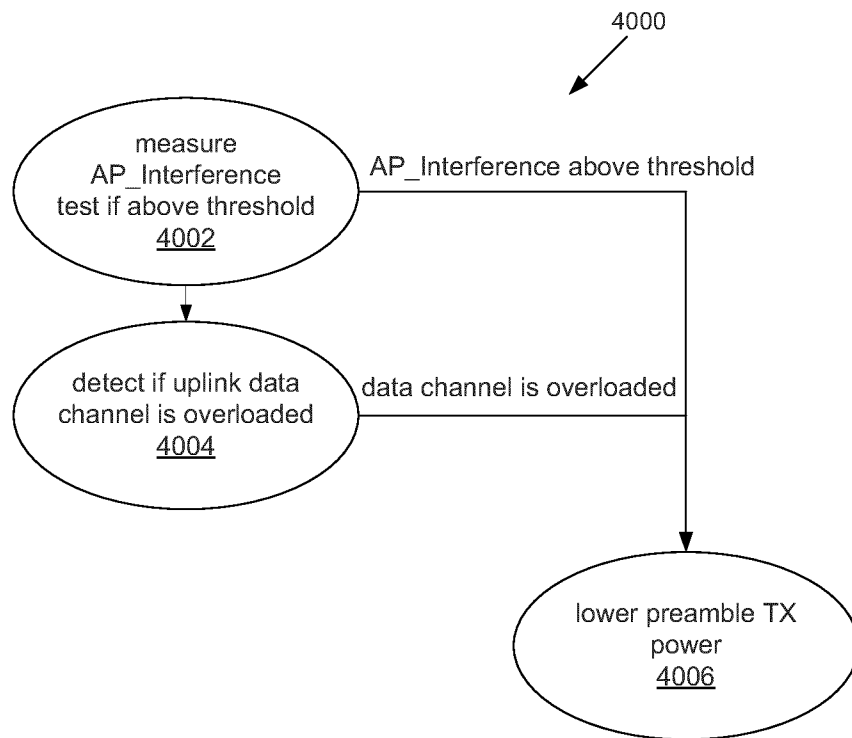 4000
measure
AP_Interference
test if above threshold
4002
AP_Interference above threshold
detect if uplink data
channel is overloaded
4004
data channel is overloaded
lower preamble TX
power
4006